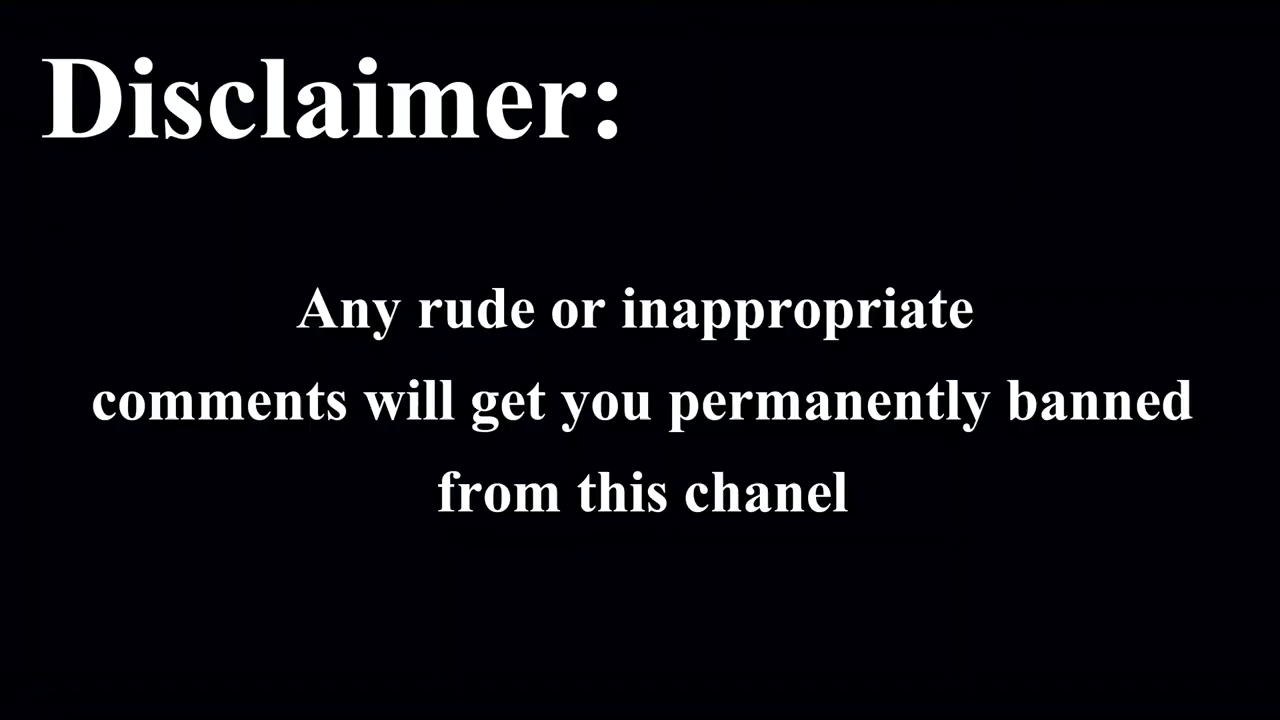 Disclaimer:
Any rude or inappropriate
comments will get you permanently banned
from this chanel